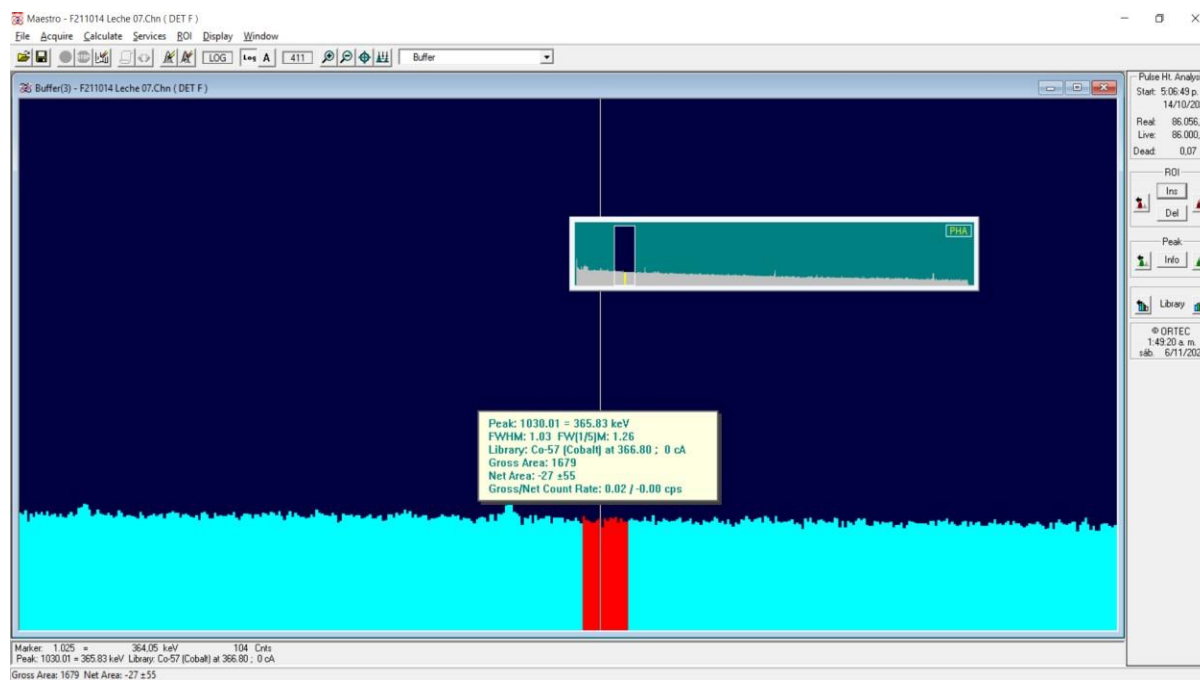 Maestro - F211014 Leche 07.Chn ( DET F )
File Acquire Calculate Services ROI Display Window
LOG Log A 411 Buffer
Buffer(3) - F211014 Leche 07.Chn ( DET F )
Pulse Ht. Analys
Start: 5:06:49 p.
14/10/20
Real: 86.056,
Live: 86.000,
Dead: 0,07
ROI
Ins
Del
Peak
Info
Library
© ORTEC
1:49:20 a. m.
sáb. 6/11/202
PHA
Peak: 1030.01 = 365.83 keV
FWHM: 1.03 FW(1/5)M: 1.26
Library: Co-57 (Cobalt) at 366.80 ; 0 cA
Gross Area: 1679
Net Area: -27 ±55
Gross/Net Count Rate: 0.02 / -0.00 cps
Marker: 1.025 = 364,05 keV 104 Cnts
Peak: 1030.01 = 365.83 keV Library: Co-57 (Cobalt) at 366.80 ; 0 cA
Gross Area: 1679 Net Area: -27 ±55